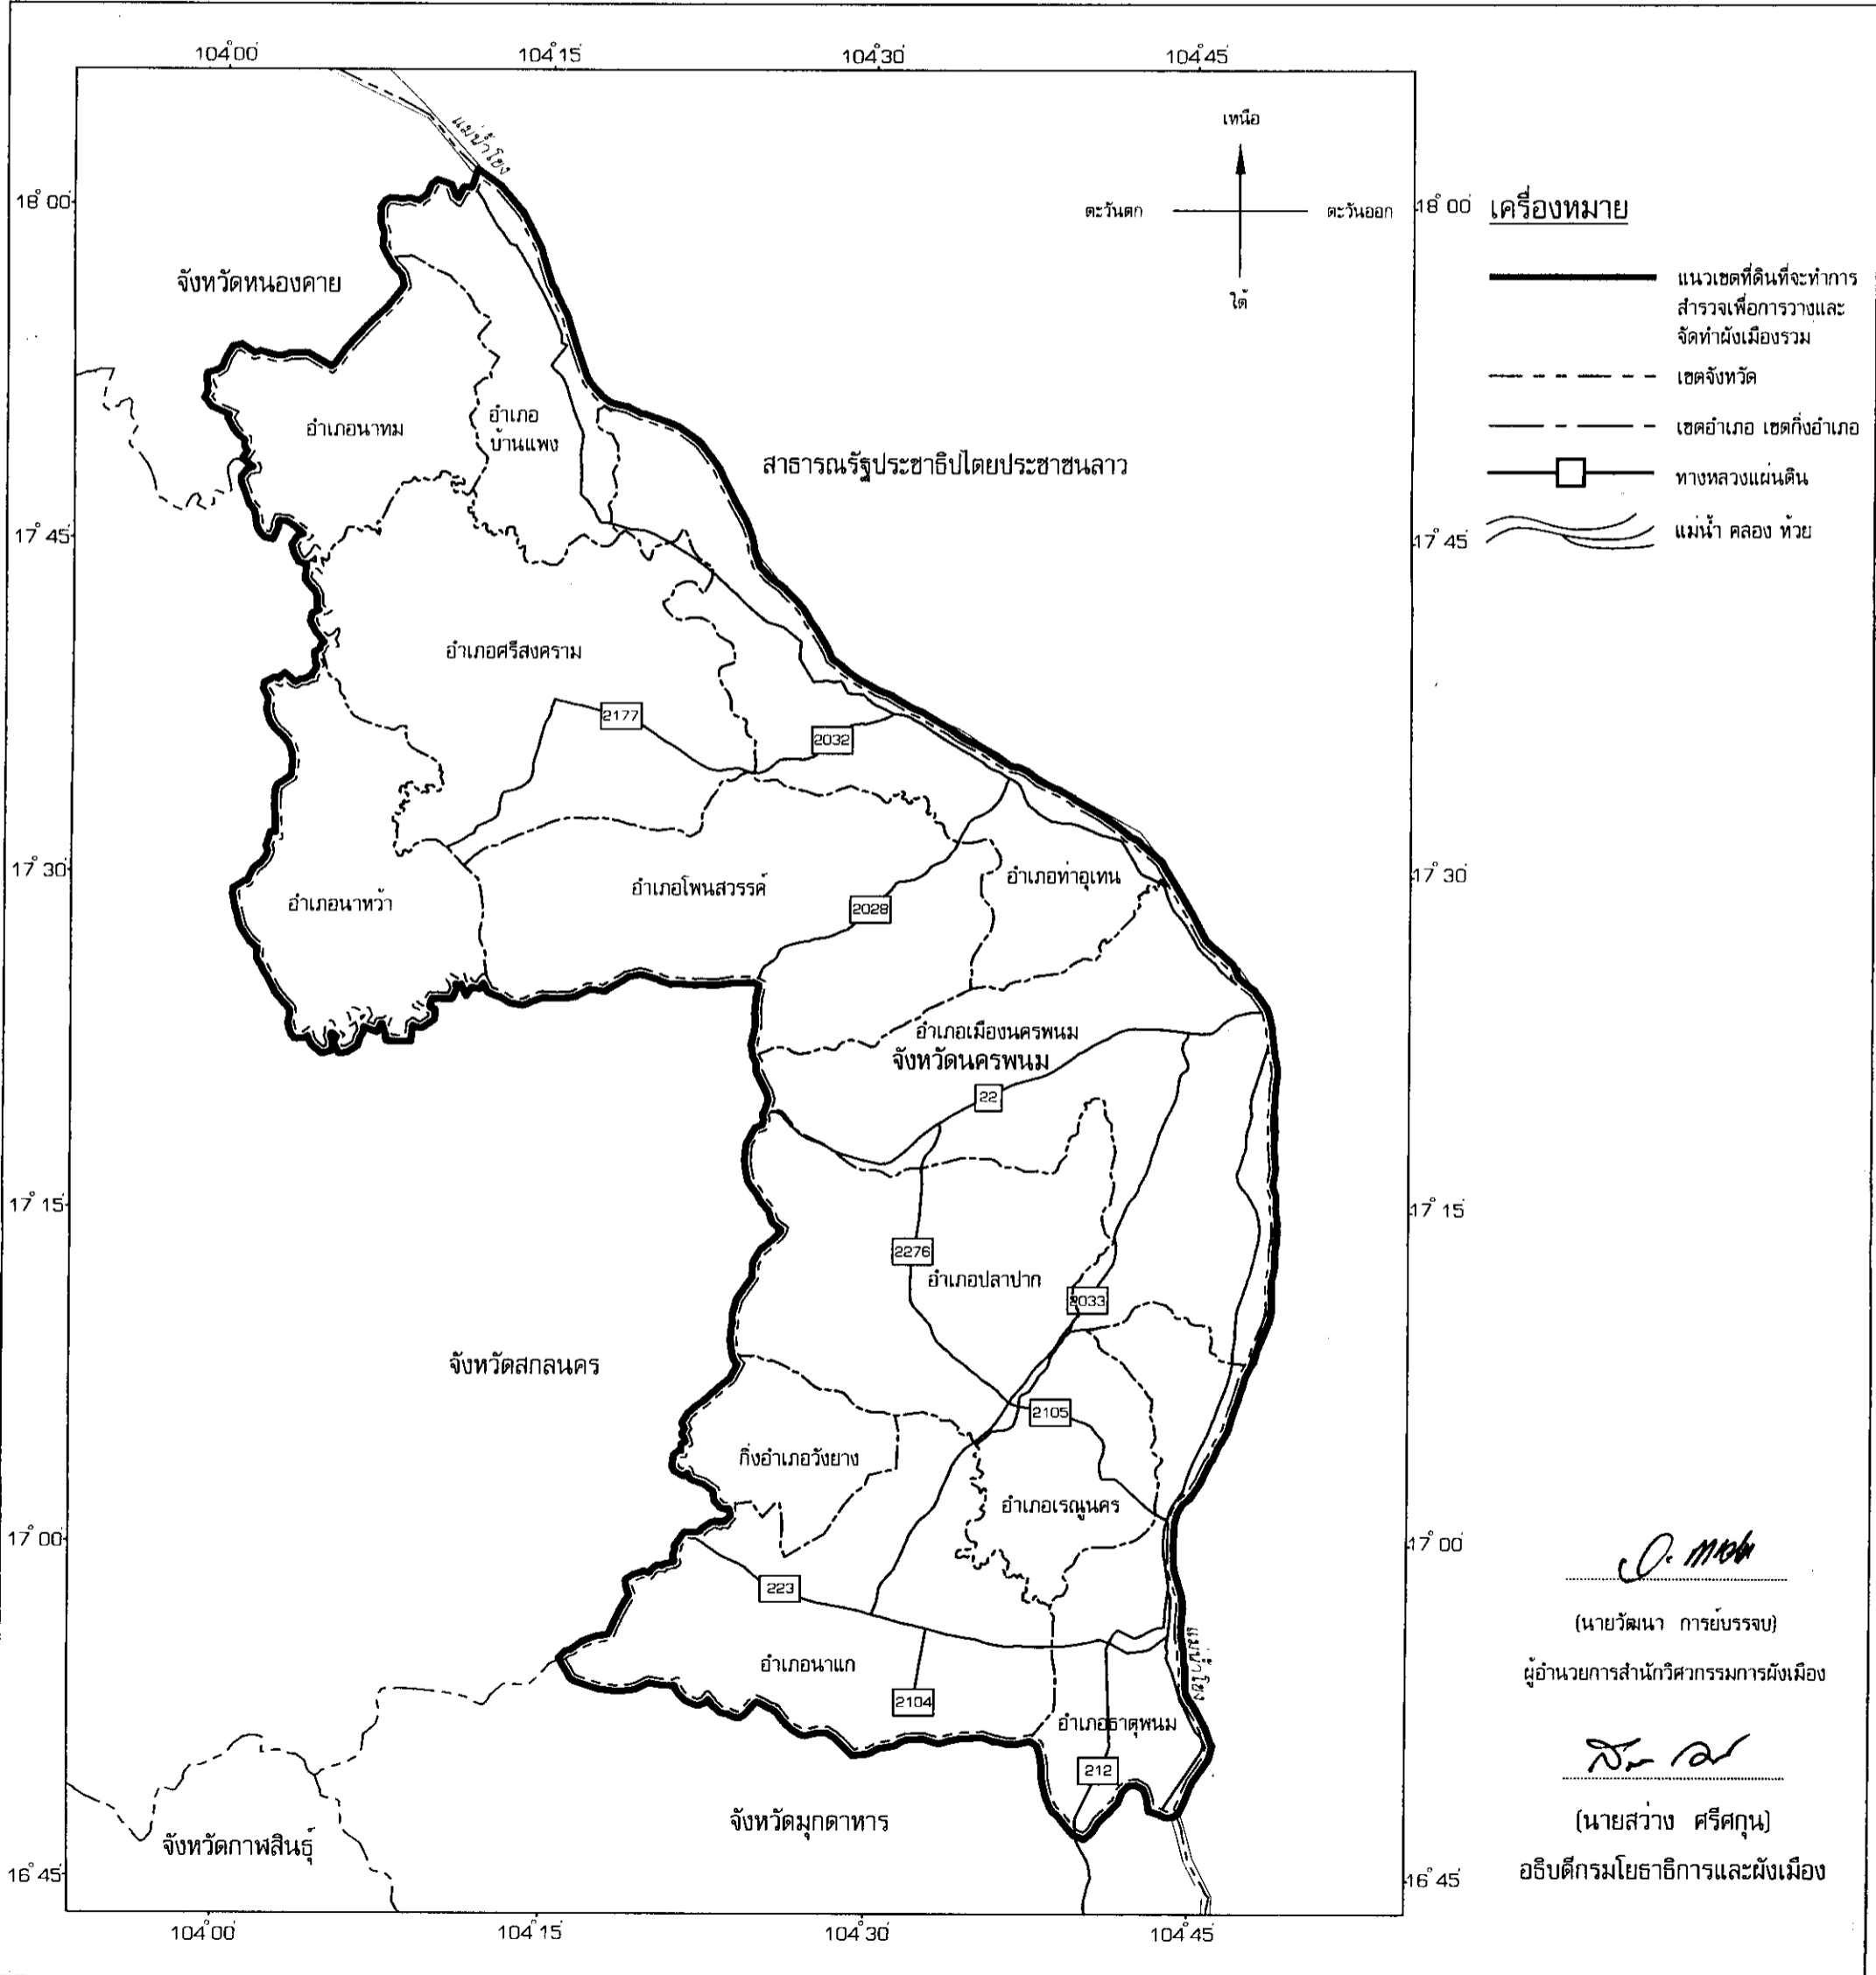 104°00'
104°15'
104°30'
104°45'
แม่น้ำโขง
เหนือ
ตะวันตก
ตะวันออก
ใต้
18°00'
18°00'
เครื่องหมาย
แนวเขตที่ดินที่จะทำการ
สำรวจเพื่อการวางและ
จัดทำผังเมืองรวม
เขตจังหวัด
เขตอำเภอ เขตกิ่งอำเภอ
ทางหลวงแผ่นดิน
แม่น้ำ คลอง ห้วย
จังหวัดหนองคาย
อำเภอนาทม
อำเภอ
บ้านแพง
สาธารณรัฐประชาธิปไตยประชาชนลาว
17°45'
17°45'
อำเภอศรีสงคราม
2177
2032
17°30'
17°30'
อำเภอนาหว้า
อำเภอโพนสวรรค์
อำเภอท่าอุเทน
2028
อำเภอเมืองนครพนม
จังหวัดนครพนม
22
17°15'
17°15'
2276
อำเภอปลาปาก
2033
จังหวัดสกลนคร
2105
กิ่งอำเภอวังยาง
อำเภอเรณูนคร
17°00'
17°00'
223
อำเภอนาแก
2104
แม่น้ำโขง
อำเภอธาตุพนม
212
จังหวัดมุกดาหาร
จังหวัดกาฬสินธุ์
16°45'
16°45'
104°00'
104°15'
104°30'
104°45'
(นายวัฒนา การย์บรรจบ)
ผู้อำนวยการสำนักวิศวกรรมการผังเมือง
(นายสว่าง ศรีศกุน)
อธิบดีกรมโยธาธิการและผังเมือง